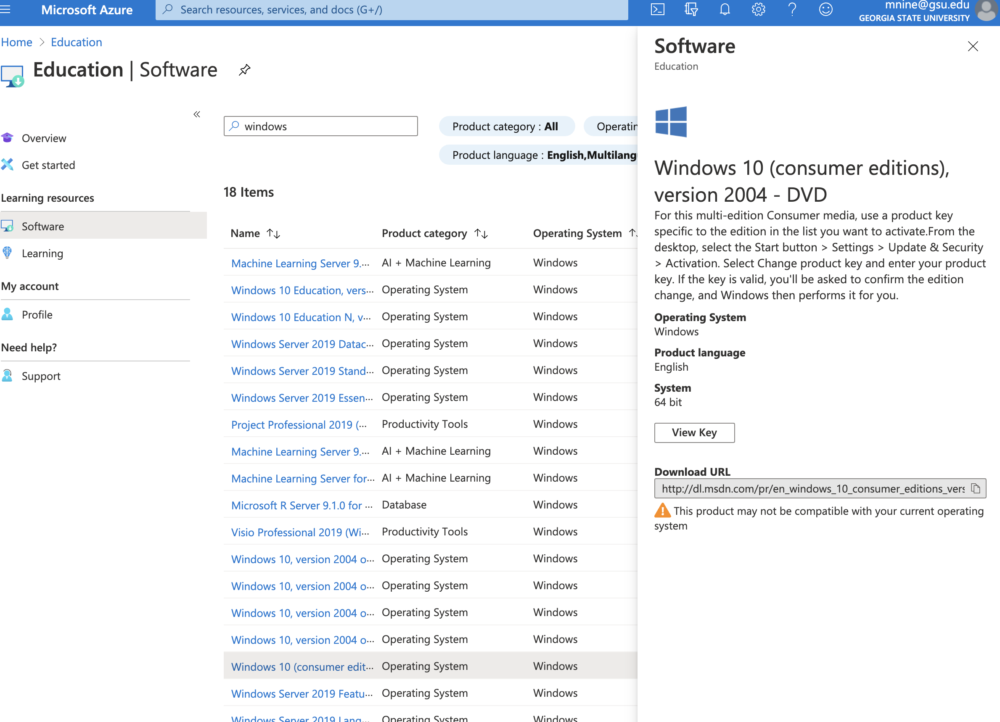 Microsoft Azure
Search resources, services, and docs (G+/)
mnine@gsu.edu
GEORGIA STATE UNIVERSITY
Home > Education
Education | Software
«
Overview
Get started
Learning resources
Software
Learning
My account
Profile
Need help?
Support
windows
Product category : All
Operatin
Product language : English,Multilang
18 Items
Name ↑↓ Product category ↑↓ Operating System ↑↓
Machine Learning Server 9.... AI + Machine Learning Windows
Windows 10 Education, vers... Operating System Windows
Windows 10 Education N, v... Operating System Windows
Windows Server 2019 Datac... Operating System Windows
Windows Server 2019 Stand... Operating System Windows
Windows Server 2019 Essen... Operating System Windows
Project Professional 2019 (... Productivity Tools Windows
Machine Learning Server 9.... AI + Machine Learning Windows
Machine Learning Server for... AI + Machine Learning Windows
Microsoft R Server 9.1.0 for ... Database Windows
Visio Professional 2019 (Wi... Productivity Tools Windows
Windows 10, version 2004 o... Operating System Windows
Windows 10, version 2004 o... Operating System Windows
Windows 10, version 2004 o... Operating System Windows
Windows 10, version 2004 o... Operating System Windows
Windows 10 (consumer edit... Operating System Windows
Windows Server 2019 Featu... Operating System Windows
Windows Server 2019 Lang... Operating System Windows
Software
Education
Windows 10 (consumer editions),
version 2004 - DVD
For this multi-edition Consumer media, use a product key
specific to the edition in the list you want to activate.From the
desktop, select the Start button > Settings > Update & Security
> Activation. Select Change product key and enter your product
key. If the key is valid, you'll be asked to confirm the edition
change, and Windows then performs it for you.
Operating System
Windows
Product language
English
System
64 bit
View Key
Download URL
http://dl.msdn.com/pr/en_windows_10_consumer_editions_vers
This product may not be compatible with your current operating
system